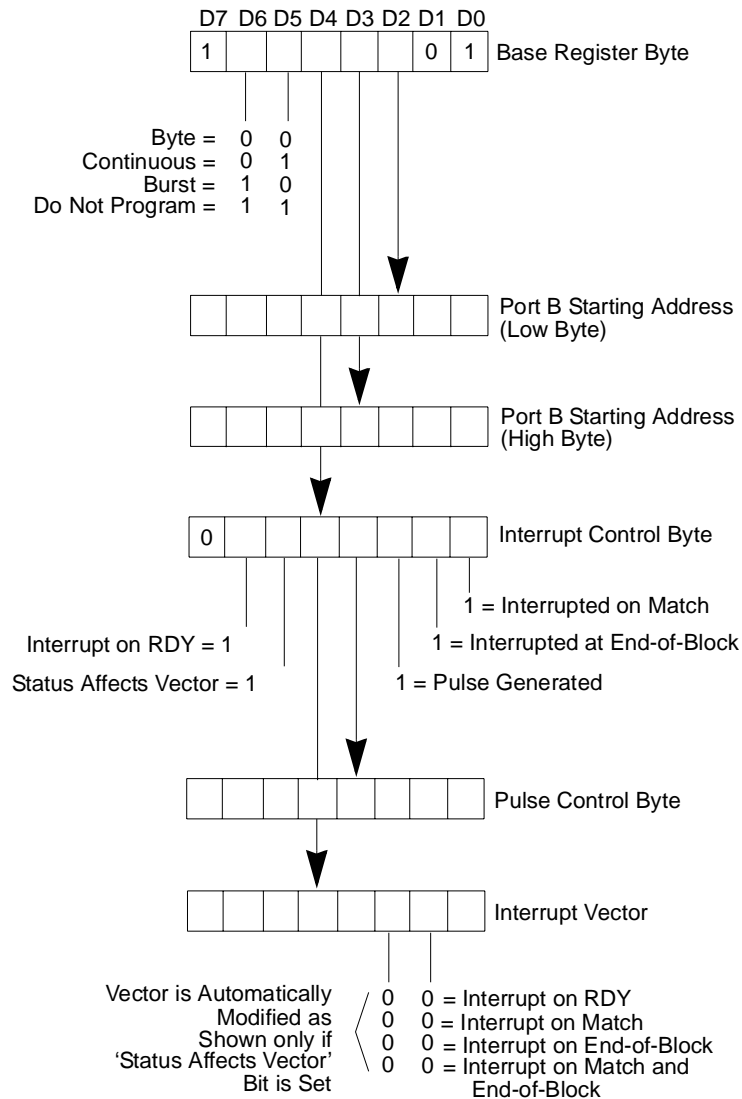 D7 D6 D5 D4 D3 D2 D1 D0
1 0 1 Base Register Byte
Byte = 0 0
Continuous = 0 1
Burst = 1 0
Do Not Program = 1 1
Port B Starting Address
(Low Byte)
Port B Starting Address
(High Byte)
0 Interrupt Control Byte
1 = Interrupted on Match
Interrupt on RDY = 1 1 = Interrupted at End-of-Block
Status Affects Vector = 1 1 = Pulse Generated
Pulse Control Byte
Interrupt Vector
Vector is Automatically 0 0 = Interrupt on RDY
Modified as 0 0 = Interrupt on Match
Shown only if 0 0 = Interrupt on End-of-Block
‘Status Affects Vector’ 0 0 = Interrupt on Match and
Bit is Set End-of-Block